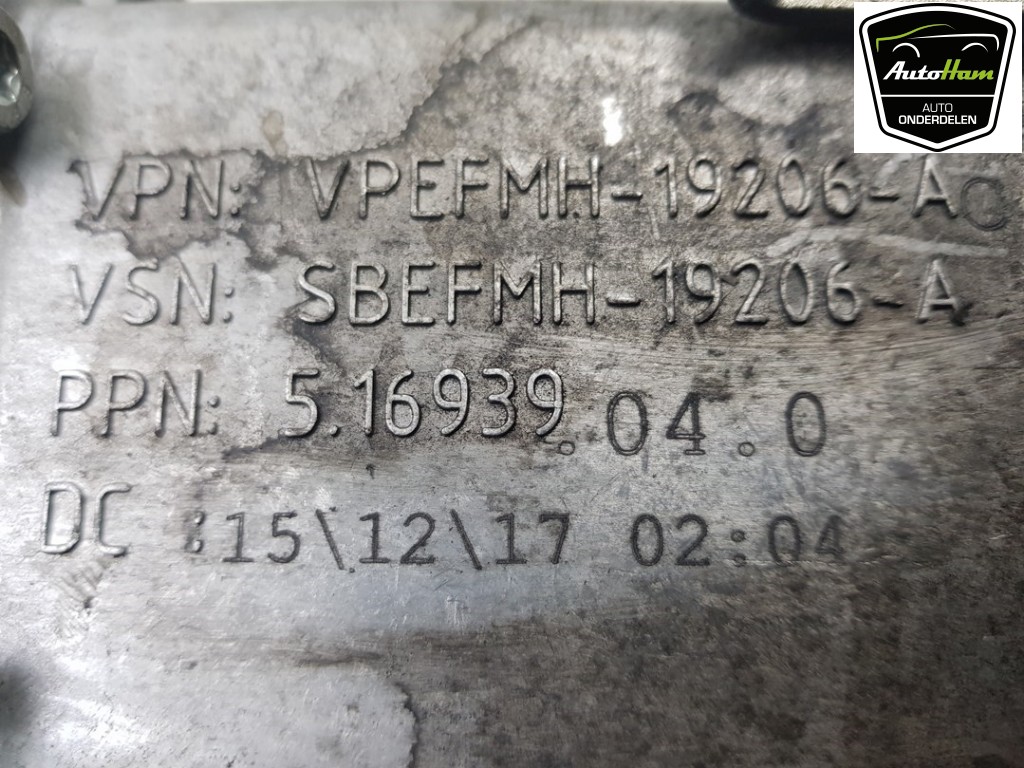 AutoHam
AUTO
ONDERDELEN
VPN: VPEFMH-19206-AC
VSN: SBEFMH-19206-A
PPN: 5.16939.04.0
DC :15\12\17 02:04